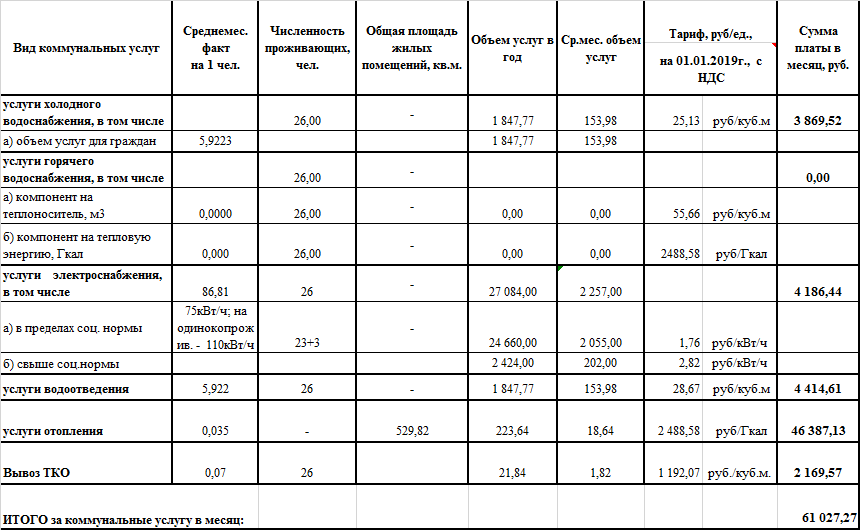 Вид коммунальных услуг Среднемес. факт на 1 чел. Численность проживающих, чел. Общая площадь жилых помещений, кв.м. Объем услуг в год Ср.мес. объем услуг Тариф, руб/ед., на 01.01.2019г., с НДС Сумма платы в месяц, руб.
услуги холодного
водоснабжения, в том числе 26,00 - 1 847,77 153,98 25,13 руб/куб.м 3 869,52
а) объем услуг для граждан 5,9223 1 847,77 153,98
услуги горячего
водоснабжения, в том числе 26,00 - 0,00
а) компонент на
теплоноситель, м3 0,0000 26,00 - 0,00 0,00 55,66 руб/куб.м
б) компонент на тепловую
энергию, Гкал 0,000 26,00 - 0,00 0,00 2488,58 руб/Гкал
услуги электроснабжения,
в том числе 86,81 26 - 27 084,00 2 257,00 4 186,44
а) в пределах соц. нормы 75кВт/ч; на одинокопрож ив. - 110кВт/ч 23+3 - 24 660,00 2 055,00 1,76 руб/кВт/ч
б) свыше соц.нормы 2 424,00 202,00 2,82 руб/кВт/ч
услуги водоотведения 5,922 26 - 1 847,77 153,98 28,67 руб/куб.м 4 414,61
услуги отопления 0,035 - 529,82 223,64 18,64 2 488,58 руб/Гкал 46 387,13
Вывоз ТКО 0,07 26 21,84 1,82 1 192,07 руб./куб.м. 2 169,57
ИТОГО за коммунальные услугу в месяц: 61 027,27